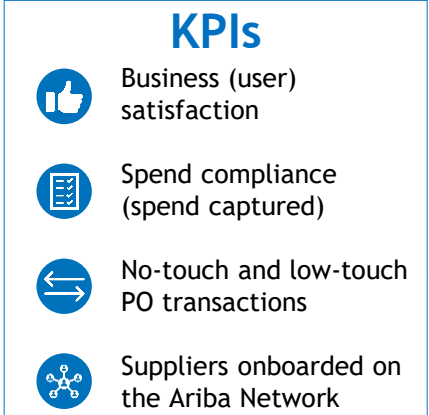 KPIs
Business (user)
satisfaction
Spend compliance
(spend captured)
No-touch and low-touch
PO transactions
Suppliers onboarded on
the Ariba Network